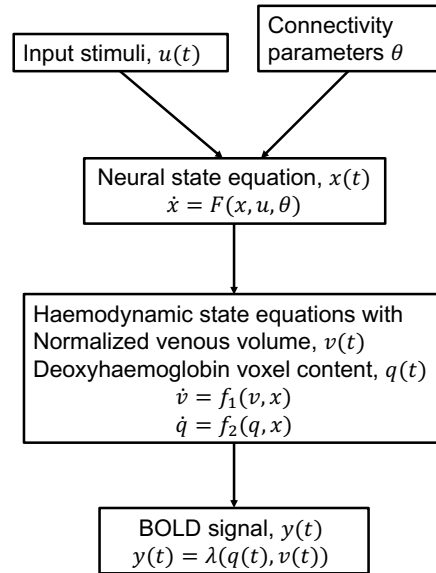 Input stimuli, u(t)
Connectivity
parameters θ
Neural state equation, x(t)
ẋ = F(x, u, θ)
Haemodynamic state equations with
Normalized venous volume, v(t)
Deoxyhaemoglobin voxel content, q(t)
v̇ = f₁(v, x)
q̇ = f₂(q, x)
BOLD signal, y(t)
y(t) = λ(q(t), v(t))